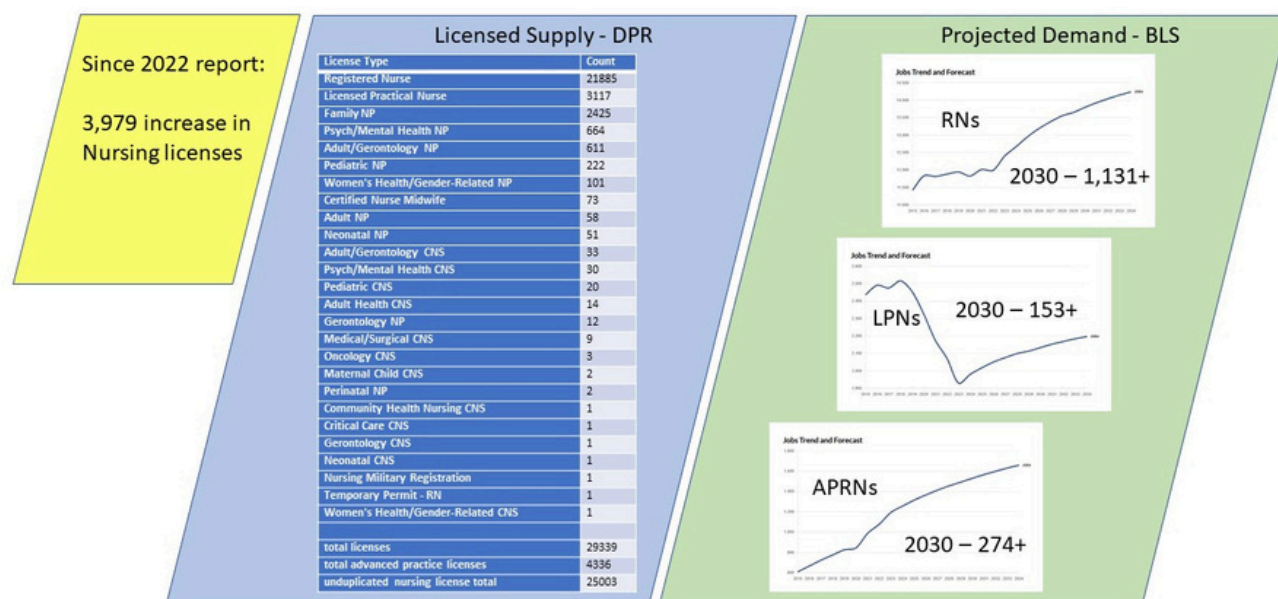 Since 2022 report:
3,979 increase in
Nursing licenses
Licensed Supply - DPR
License Type Count
Registered Nurse 21885
Licensed Practical Nurse 3117
Family NP 2425
Psych/Mental Health NP 664
Adult/Gerontology NP 611
Pediatric NP 222
Women's Health/Gender-Related NP 101
Certified Nurse Midwife 73
Adult NP 58
Neonatal NP 51
Adult/Gerontology CNS 33
Psych/Mental Health CNS 30
Pediatric CNS 20
Adult Health CNS 14
Gerontology NP 12
Medical/Surgical CNS 9
Oncology CNS 3
Maternal Child CNS 2
Perinatal NP 2
Community Health Nursing CNS 1
Critical Care CNS 1
Gerontology CNS 1
Neonatal CNS 1
Nursing Military Registration 1
Temporary Permit - RN 1
Women's Health/Gender-Related CNS 1
total licenses 29339
total advanced practice licenses 4336
unduplicated nursing license total 25003
Projected Demand - BLS
Jobs Trend and Forecast
RNs
2030 – 1,131+
Jobs Trend and Forecast
LPNs
2030 – 153+
Jobs Trend and Forecast
APRNs
2030 – 274+